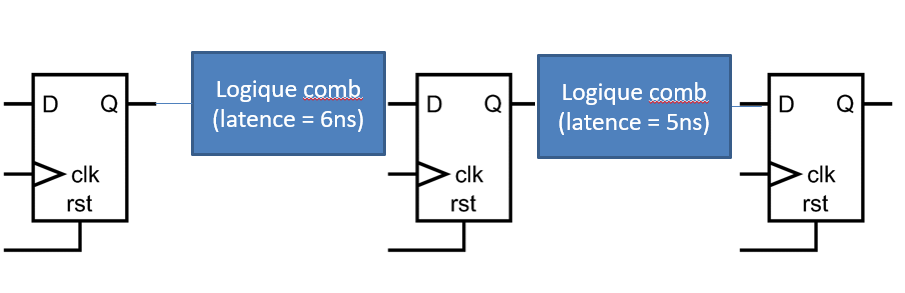 D Q
clk
rst
Logique comb
(latence = 6ns)
D Q
clk
rst
Logique comb
(latence = 5ns)
D Q
clk
rst